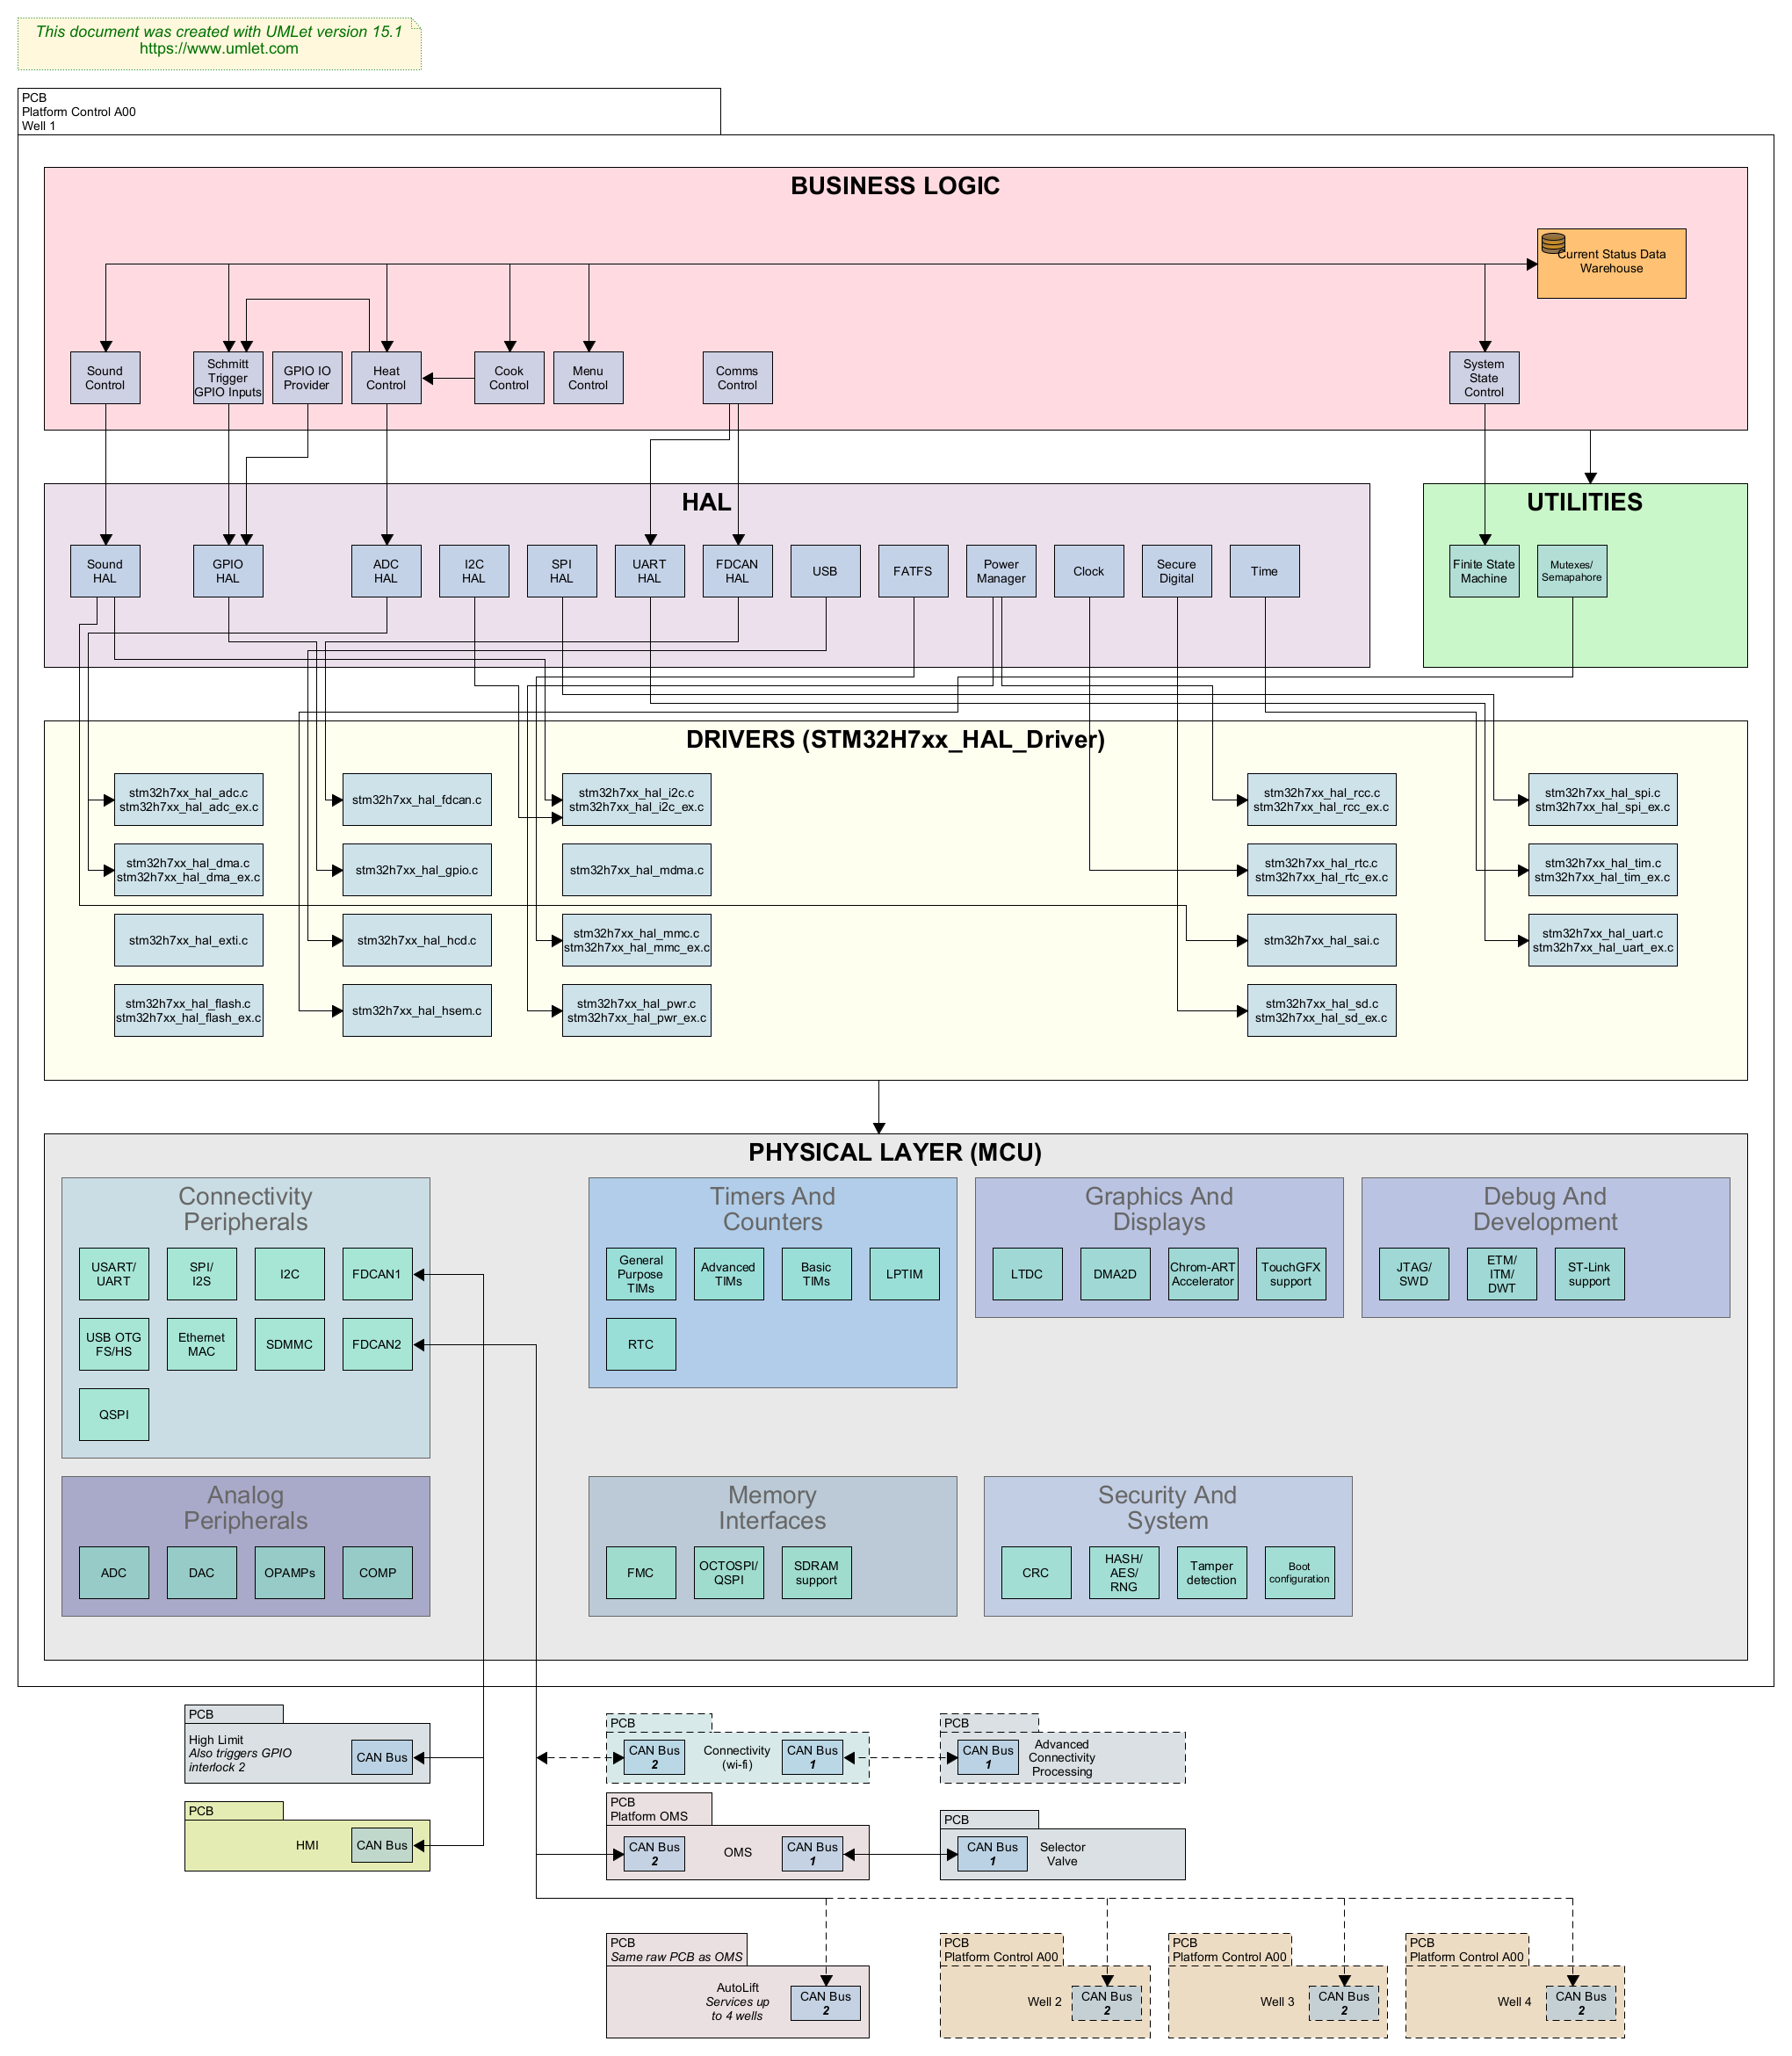 This document was created with UMLet version 15.1
https://www.umlet.com
PCB
Platform Control A00
Well 1
BUSINESS LOGIC
Current Status Data
Warehouse
Sound
Control
Schmitt
Trigger
GPIO Inputs
GPIO IO
Provider
Heat
Control
Cook
Control
Menu
Control
Comms
Control
System
State
Control
HAL
Sound
HAL
GPIO
HAL
ADC
HAL
I2C
HAL
SPI
HAL
UART
HAL
FDCAN
HAL
USB
FATFS
Power
Manager
Clock
Secure
Digital
Time
UTILITIES
Finite State
Machine
Mutexes/
Semapahore
DRIVERS (STM32H7xx_HAL_Driver)
stm32h7xx_hal_adc.c
stm32h7xx_hal_adc_ex.c
stm32h7xx_hal_fdcan.c
stm32h7xx_hal_i2c.c
stm32h7xx_hal_i2c_ex.c
stm32h7xx_hal_rcc.c
stm32h7xx_hal_rcc_ex.c
stm32h7xx_hal_spi.c
stm32h7xx_hal_spi_ex.c
stm32h7xx_hal_dma.c
stm32h7xx_hal_dma_ex.c
stm32h7xx_hal_gpio.c
stm32h7xx_hal_mdma.c
stm32h7xx_hal_rtc.c
stm32h7xx_hal_rtc_ex.c
stm32h7xx_hal_tim.c
stm32h7xx_hal_tim_ex.c
stm32h7xx_hal_exti.c
stm32h7xx_hal_hcd.c
stm32h7xx_hal_mmc.c
stm32h7xx_hal_mmc_ex.c
stm32h7xx_hal_sai.c
stm32h7xx_hal_uart.c
stm32h7xx_hal_uart_ex.c
stm32h7xx_hal_flash.c
stm32h7xx_hal_flash_ex.c
stm32h7xx_hal_hsem.c
stm32h7xx_hal_pwr.c
stm32h7xx_hal_pwr_ex.c
stm32h7xx_hal_sd.c
stm32h7xx_hal_sd_ex.c
PHYSICAL LAYER (MCU)
Connectivity
Peripherals
USART/
UART
SPI/
I2S
I2C
FDCAN1
USB OTG
FS/HS
Ethernet
MAC
SDMMC
FDCAN2
QSPI
Timers And
Counters
General
Purpose
TIMs
Advanced
TIMs
Basic
TIMs
LPTIM
RTC
Graphics And
Displays
LTDC
DMA2D
Chrom-ART
Accelerator
TouchGFX
support
Debug And
Development
JTAG/
SWD
ETM/
ITM/
DWT
ST-Link
support
Analog
Peripherals
ADC
DAC
OPAMPs
COMP
Memory
Interfaces
FMC
OCTOSPI/
QSPI
SDRAM
support
Security And
System
CRC
HASH/
AES/
RNG
Tamper
detection
Boot
configuration
PCB
High Limit
Also triggers GPIO
interlock 2
CAN Bus
PCB
CAN Bus
2
Connectivity
(wi-fi)
CAN Bus
1
PCB
CAN Bus
1
Advanced
Connectivity
Processing
PCB
HMI
CAN Bus
PCB
Platform OMS
CAN Bus
2
OMS
CAN Bus
1
PCB
CAN Bus
1
Selector
Valve
PCB
Same raw PCB as OMS
AutoLift
Services up
to 4 wells
CAN Bus
2
PCB
Platform Control A00
Well 2
CAN Bus
2
PCB
Platform Control A00
Well 3
CAN Bus
2
PCB
Platform Control A00
Well 4
CAN Bus
2